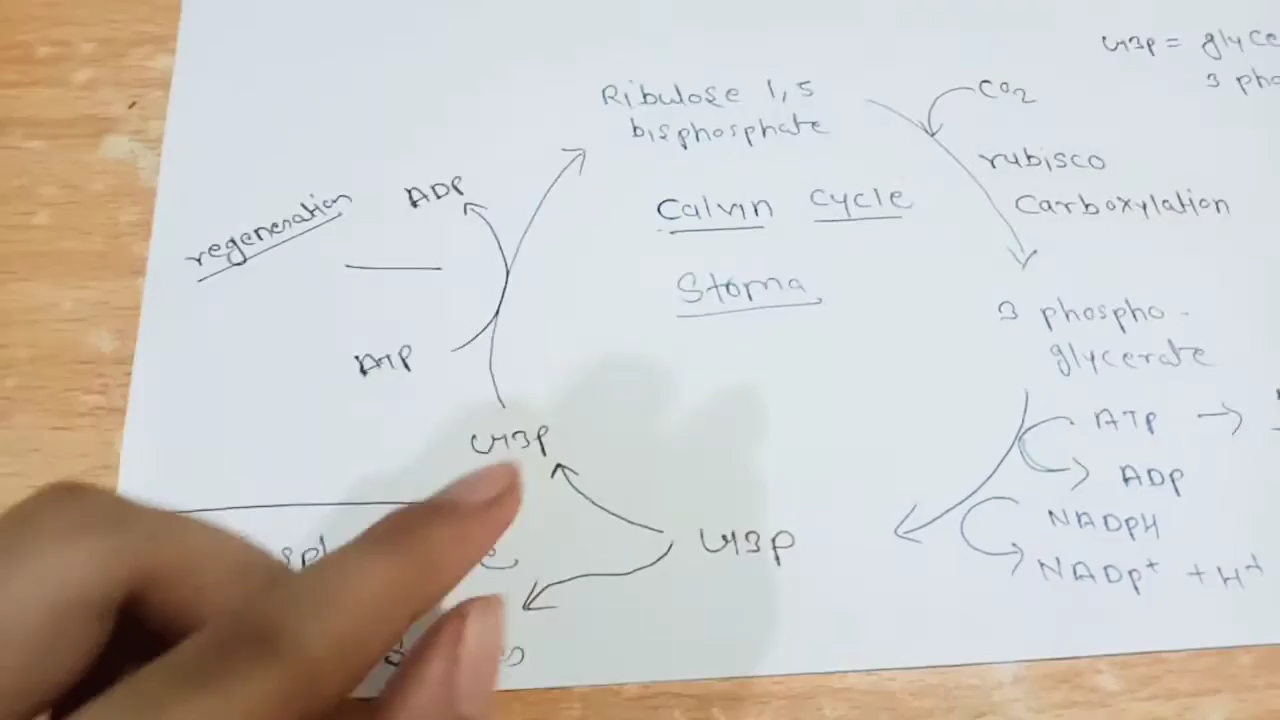 G3P = glyce
3 pho
Ribulose 1,5
bisphosphate
CO2
rubisco
Carboxylation
Calvin Cycle
Stoma
regeneration
ADP
ATP
3 phospho-
glycerate
ATP →
ADP
NADPH
NADP+ + H+
G3P
G3P